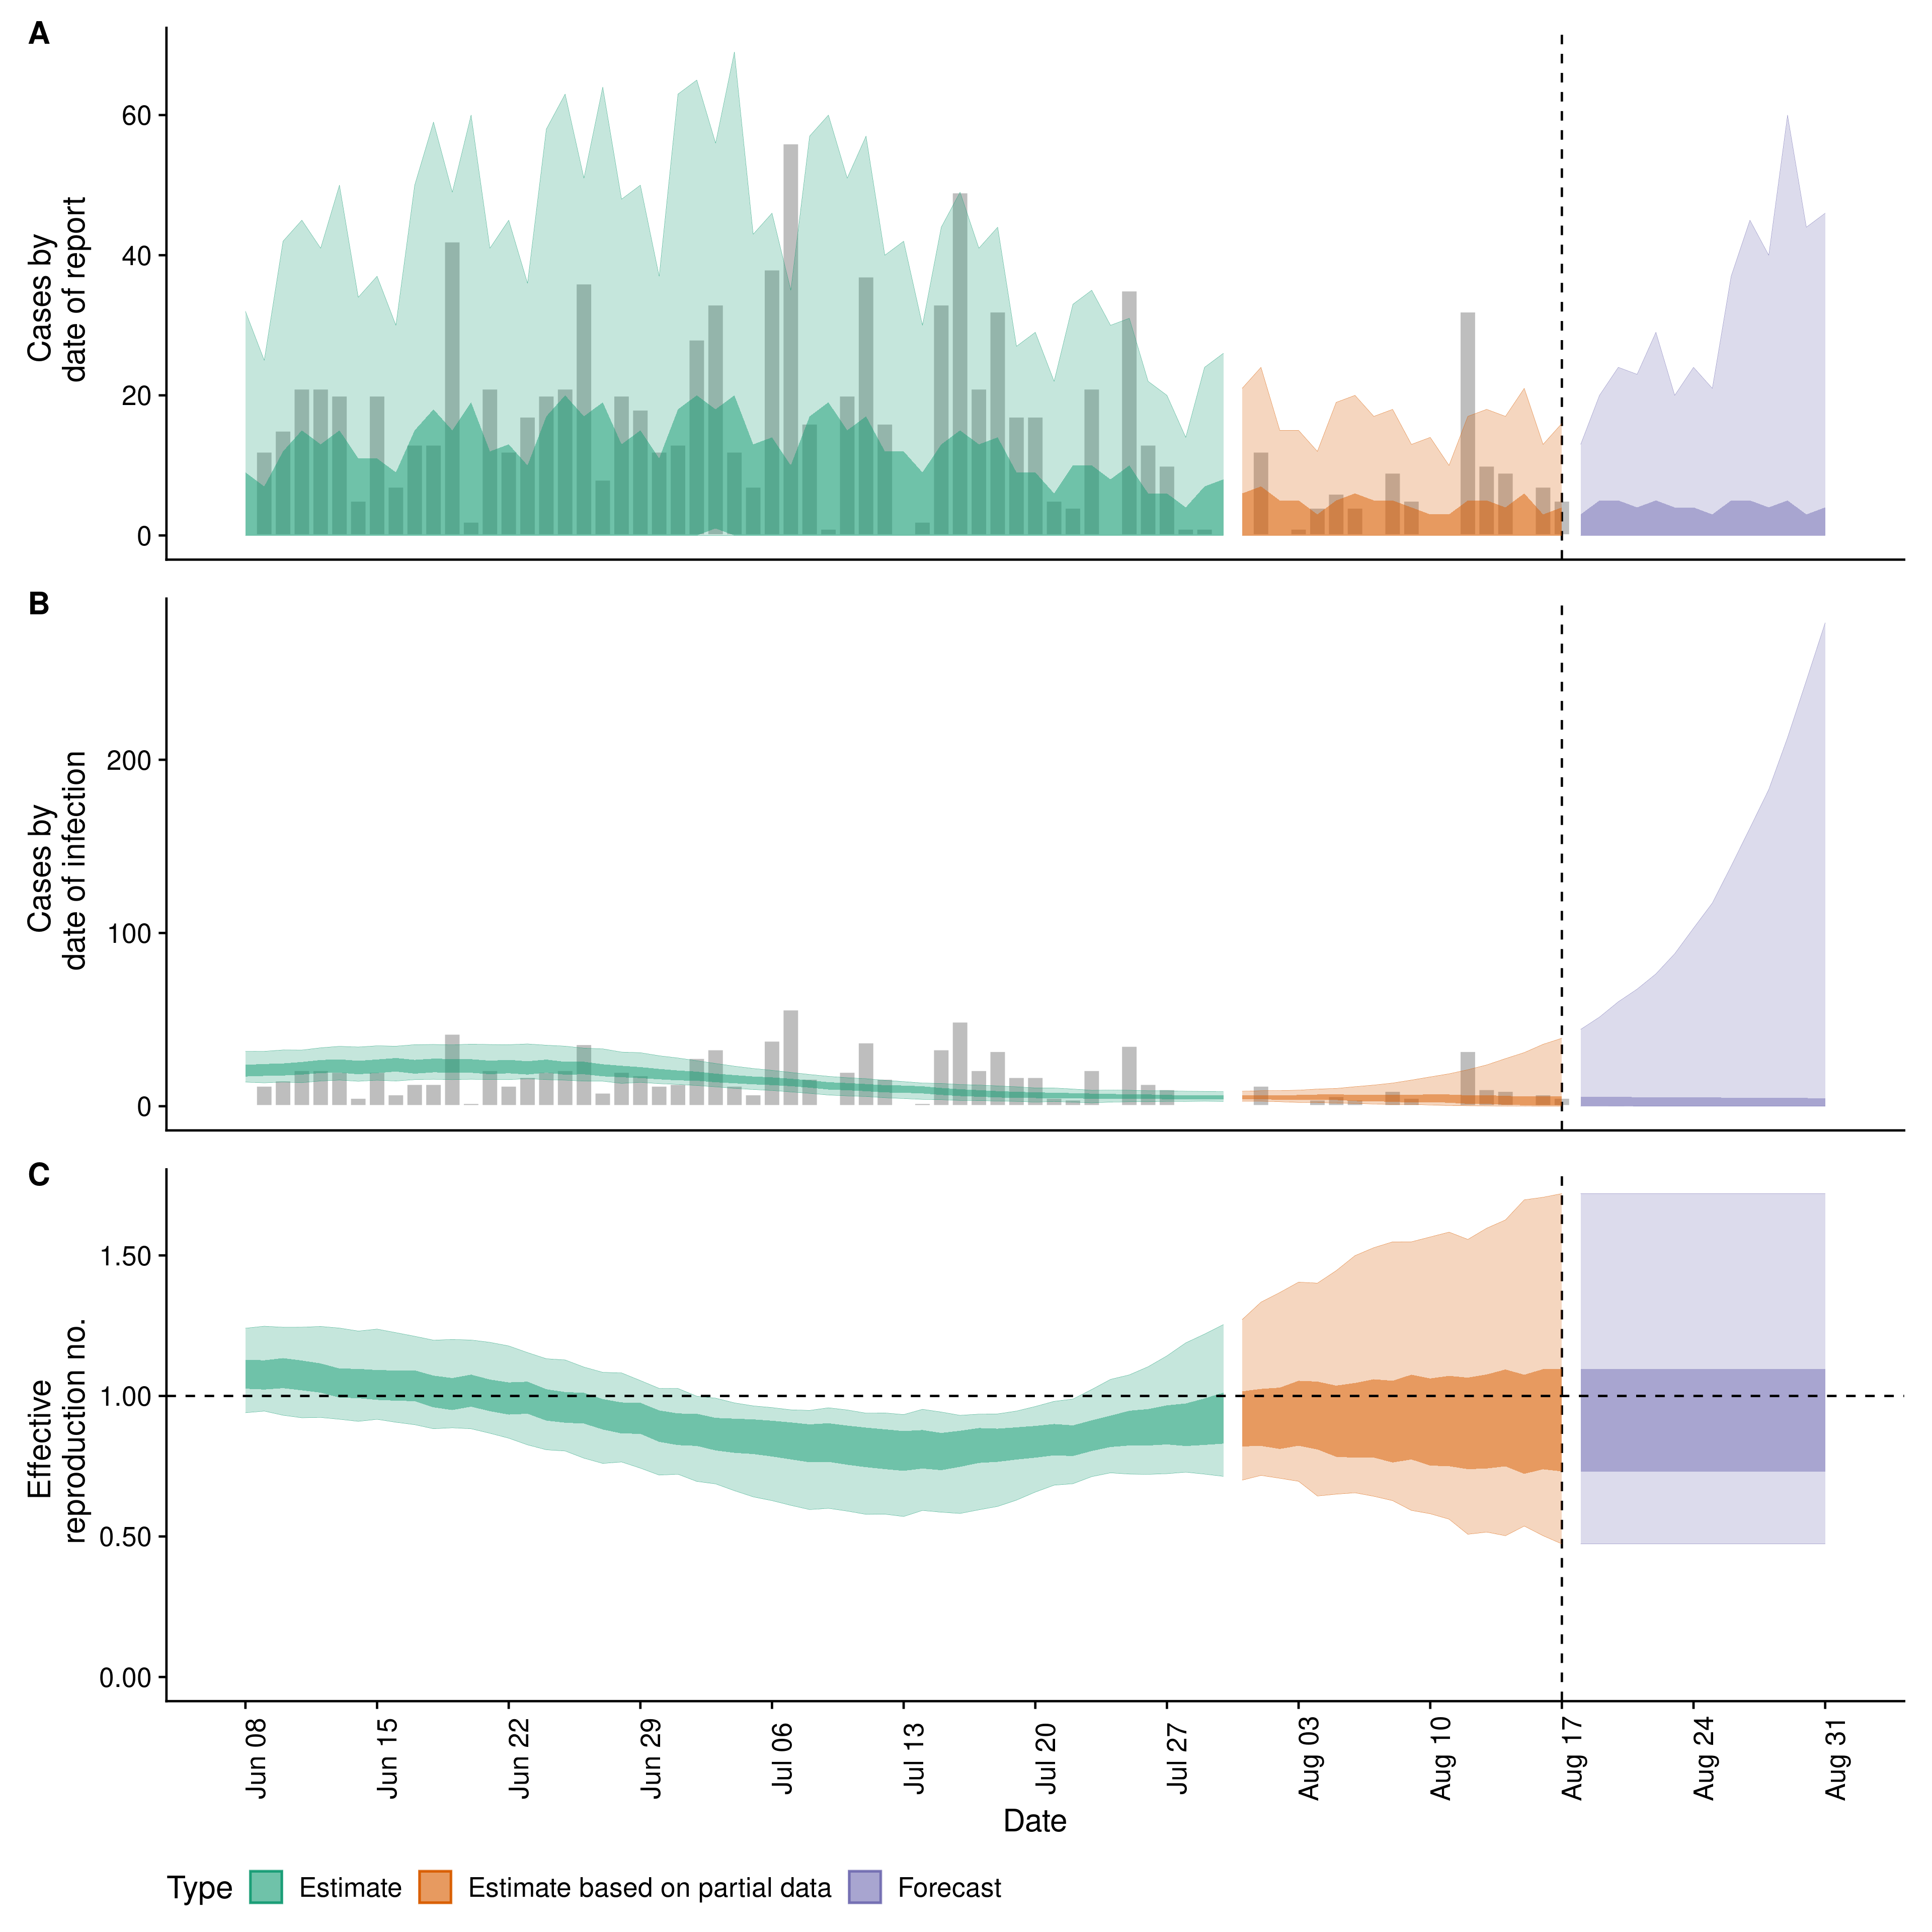 A
Cases by
date of report
60
40
20
0
B
Cases by
date of infection
200
100
0
C
Effective
reproduction no.
1.50
1.00
0.50
0.00
Jun 08
Jun 15
Jun 22
Jun 29
Jul 06
Jul 13
Jul 20
Jul 27
Aug 03
Aug 10
Aug 17
Aug 24
Aug 31
Date
Type Estimate Estimate based on partial data Forecast